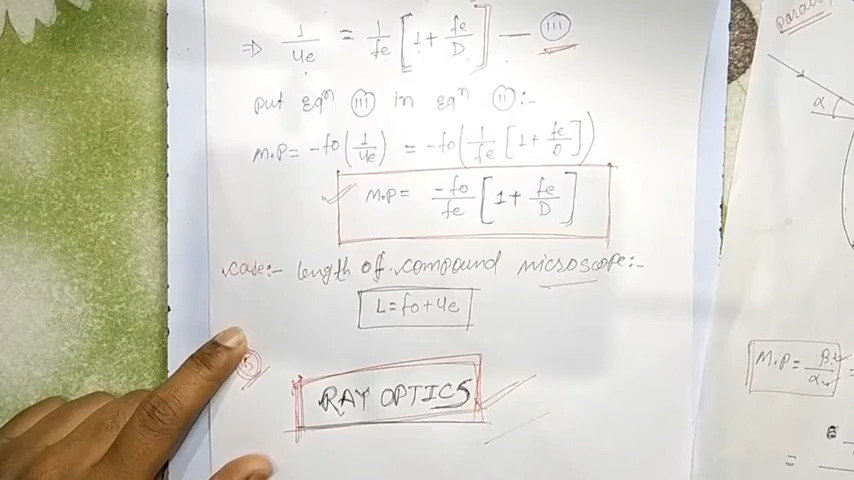 ⇒ 1/ue = 1/fe [1 + fe/D] — (III)
put eqn (III) in eqn (II):-
M.P = -fo (1/ue) = -fo (1/fe [1 + fe/D])
M.P = -fo/fe [1 + fe/D]
Case:- length of compound microscope:-
L = fo + ue
RAY OPTICS
α
M.P = β/α
=